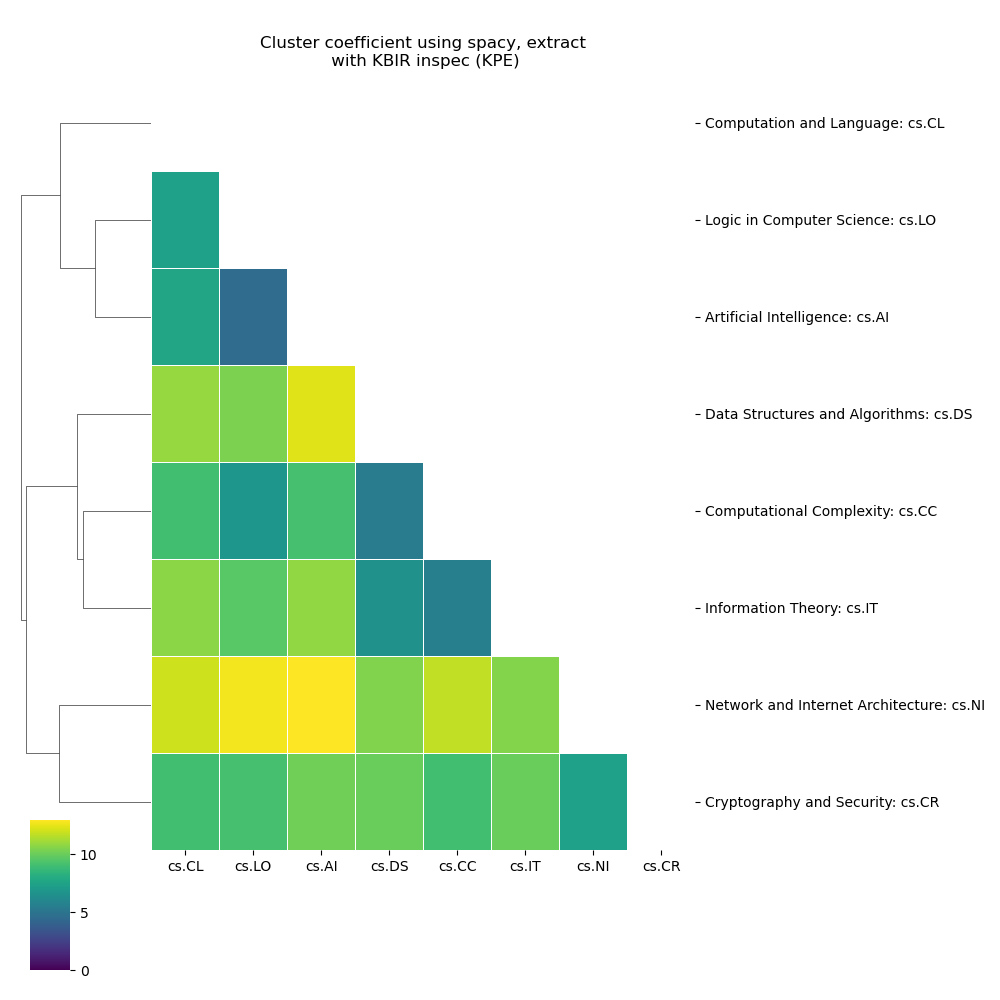 Cluster coefficient using spacy, extract
with KBIR inspec (KPE)
Computation and Language: cs.CL
Logic in Computer Science: cs.LO
Artificial Intelligence: cs.AI
Data Structures and Algorithms: cs.DS
Computational Complexity: cs.CC
Information Theory: cs.IT
Network and Internet Architecture: cs.NI
Cryptography and Security: cs.CR
cs.CL cs.LO cs.AI cs.DS cs.CC cs.IT cs.NI cs.CR
10
5
0